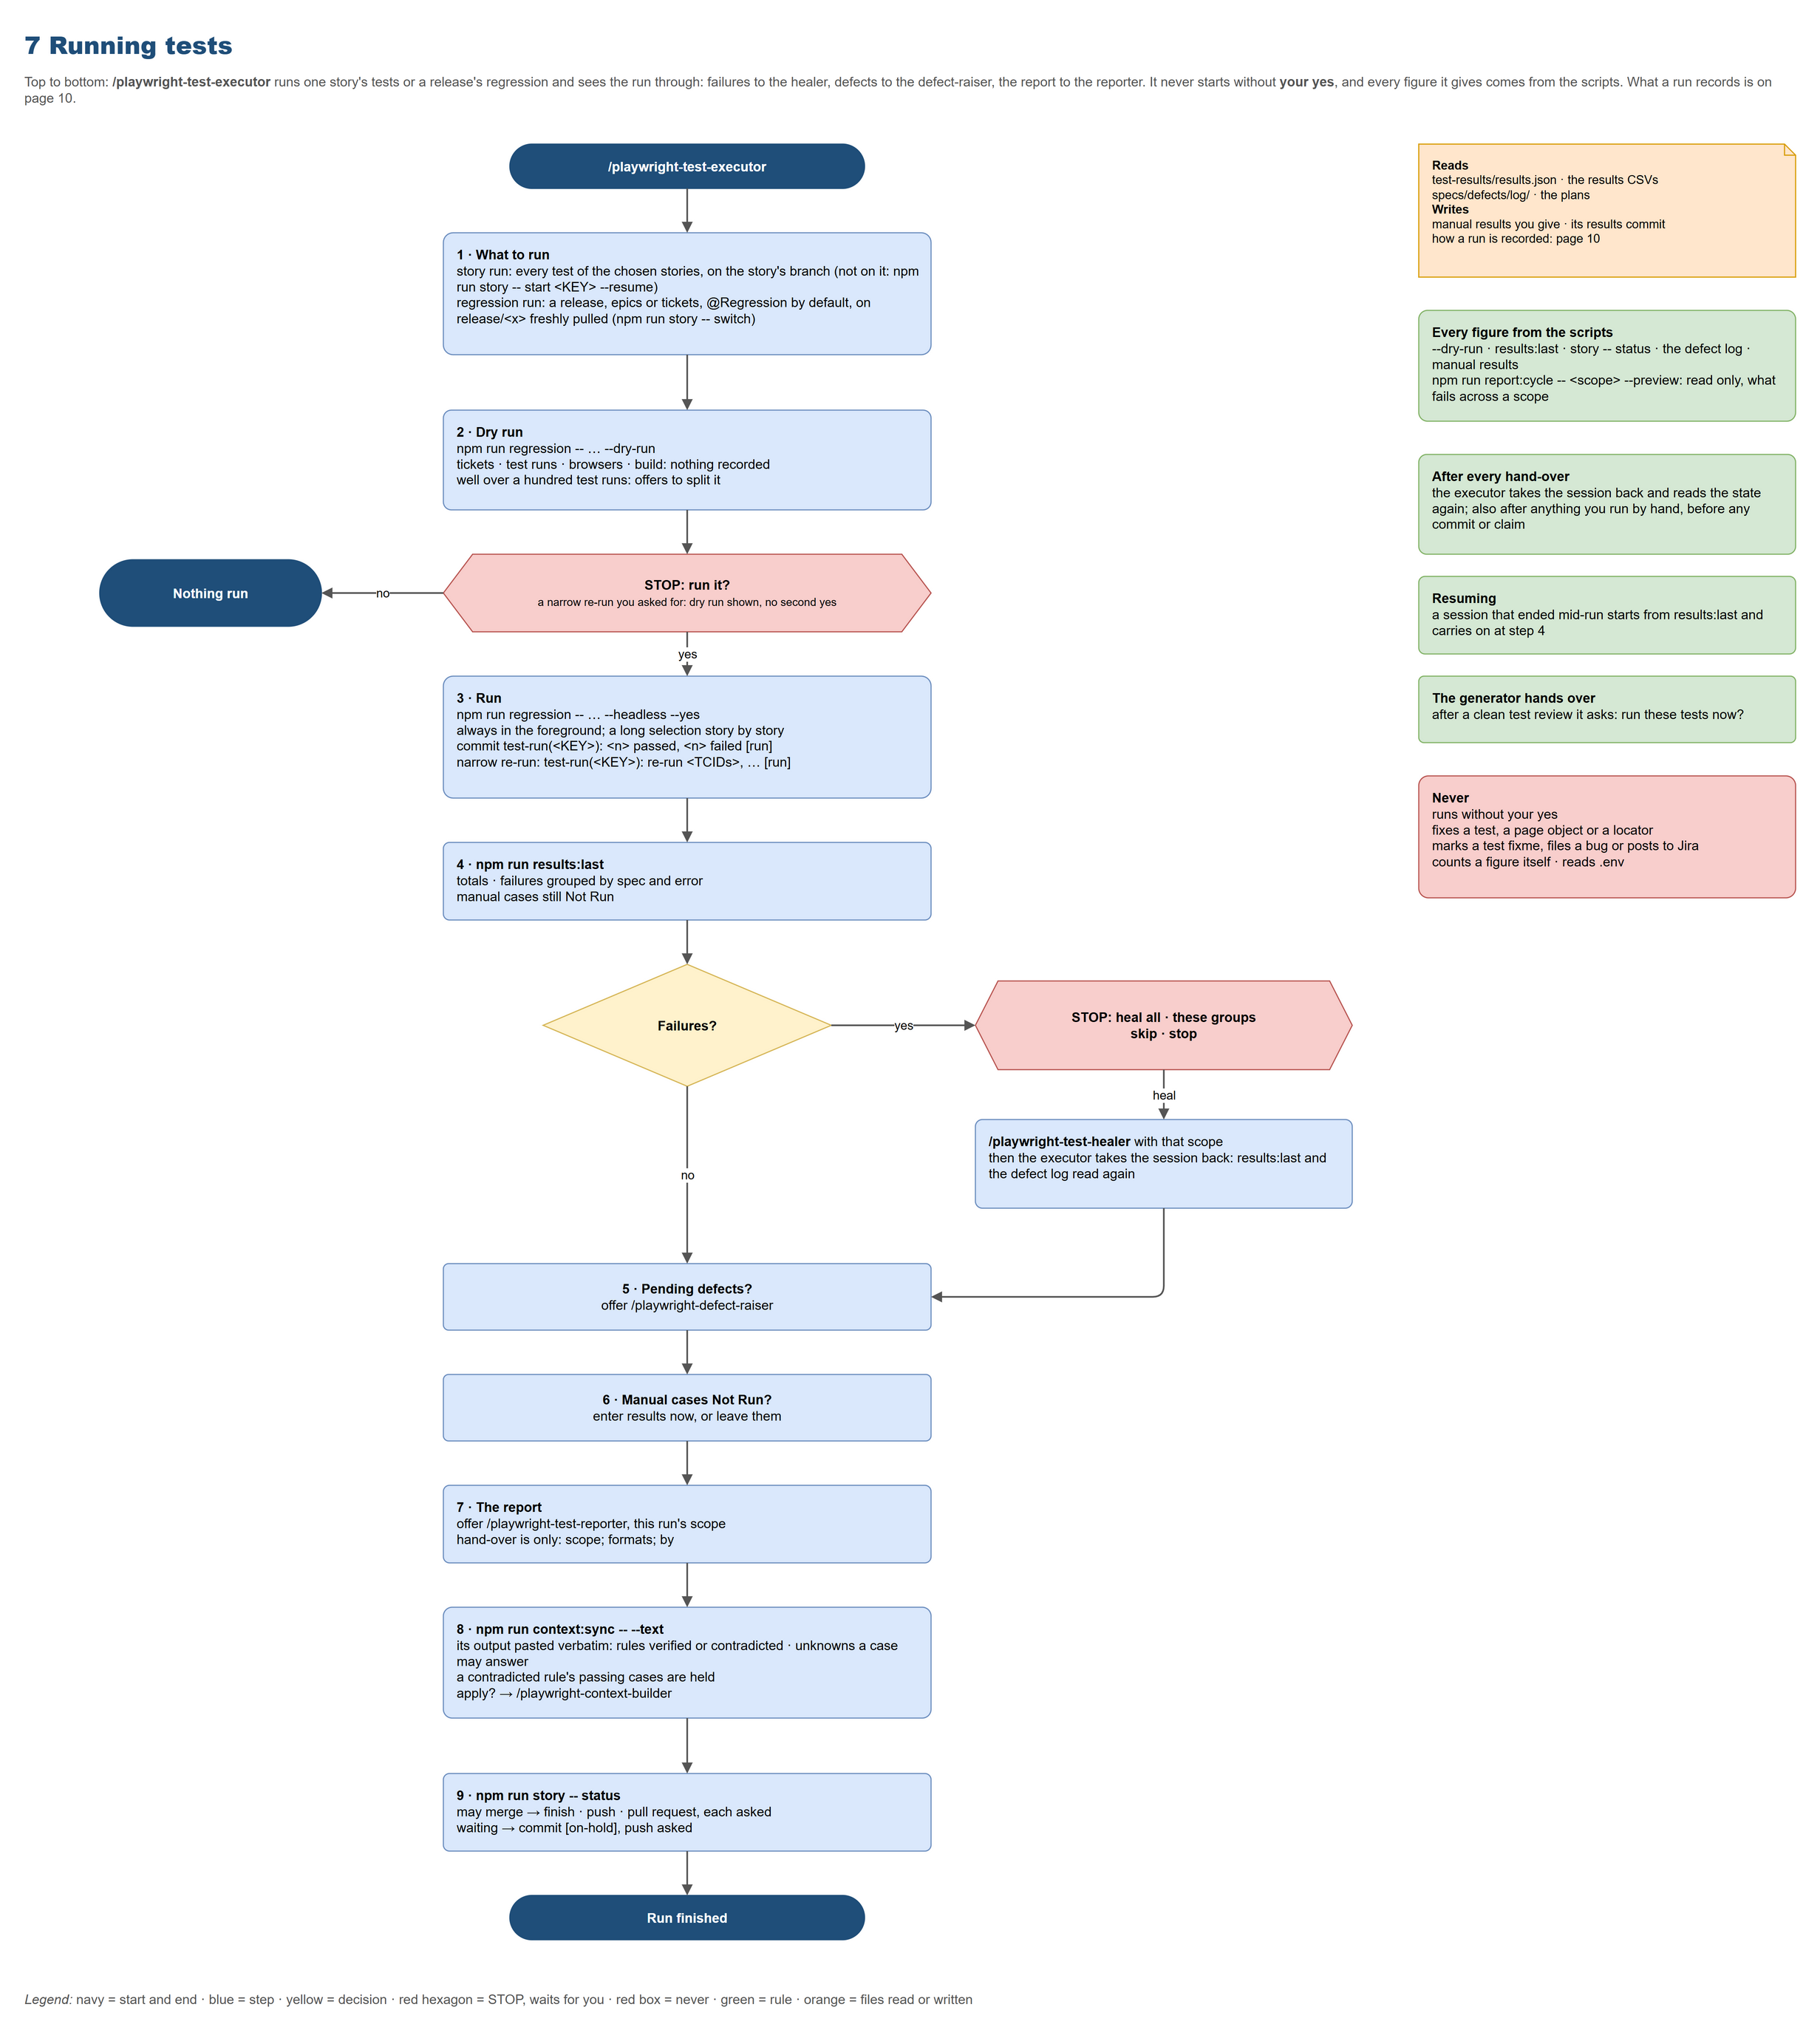 7 Running tests
Top to bottom: /playwright-test-executor runs one story's tests or a release's regression and sees the run through: failures to the healer, defects to the defect-raiser, the report to the reporter. It never starts without your yes, and every figure it gives comes from the scripts. What a run records is on
page 10.
/playwright-test-executor
1 · What to run
story run: every test of the chosen stories, on the story's branch (not on it: npm
run story -- start <KEY> --resume)
regression run: a release, epics or tickets, @Regression by default, on
release/<x> freshly pulled (npm run story -- switch)
2 · Dry run
npm run regression -- … --dry-run
tickets · test runs · browsers · build: nothing recorded
well over a hundred test runs: offers to split it
STOP: run it?
a narrow re-run you asked for: dry run shown, no second yes
no
Nothing run
yes
3 · Run
npm run regression -- … --headless --yes
always in the foreground; a long selection story by story
commit test-run(<KEY>): <n> passed, <n> failed [run]
narrow re-run: test-run(<KEY>): re-run <TCIDs>, … [run]
4 · npm run results:last
totals · failures grouped by spec and error
manual cases still Not Run
Failures?
yes
STOP: heal all · these groups
skip · stop
heal
/playwright-test-healer with that scope
then the executor takes the session back: results:last and
the defect log read again
no
5 · Pending defects?
offer /playwright-defect-raiser
6 · Manual cases Not Run?
enter results now, or leave them
7 · The report
offer /playwright-test-reporter, this run's scope
hand-over is only: scope; formats; by
8 · npm run context:sync -- --text
its output pasted verbatim: rules verified or contradicted · unknowns a case
may answer
a contradicted rule's passing cases are held
apply? → /playwright-context-builder
9 · npm run story -- status
may merge → finish · push · pull request, each asked
waiting → commit [on-hold], push asked
Run finished
Reads
test-results/results.json · the results CSVs
specs/defects/log/ · the plans
Writes
manual results you give · its results commit
how a run is recorded: page 10
Every figure from the scripts
--dry-run · results:last · story -- status · the defect log ·
manual results
npm run report:cycle -- <scope> --preview: read only, what
fails across a scope
After every hand-over
the executor takes the session back and reads the state
again; also after anything you run by hand, before any
commit or claim
Resuming
a session that ended mid-run starts from results:last and
carries on at step 4
The generator hands over
after a clean test review it asks: run these tests now?
Never
runs without your yes
fixes a test, a page object or a locator
marks a test fixme, files a bug or posts to Jira
counts a figure itself · reads .env
Legend: navy = start and end · blue = step · yellow = decision · red hexagon = STOP, waits for you · red box = never · green = rule · orange = files read or written